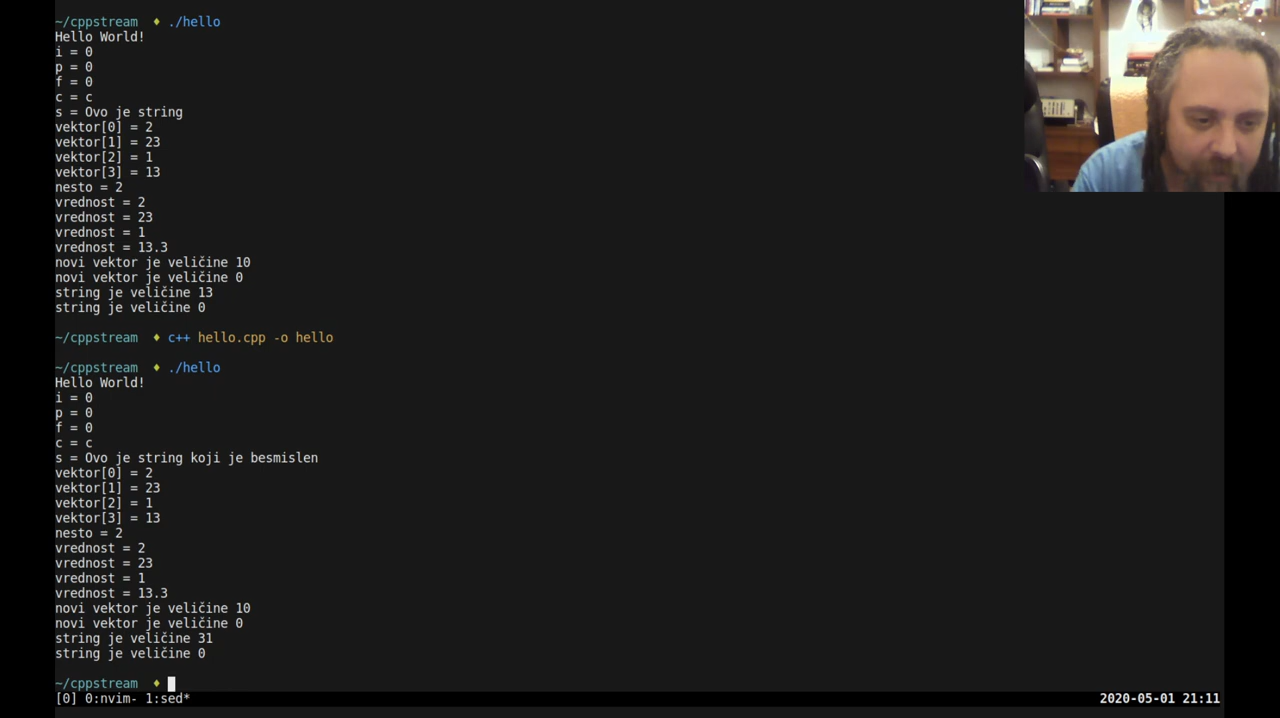 ~/cppstream ♦ ./hello
Hello World!
i = 0
p = 0
f = 0
c = c
s = Ovo je string
vektor[0] = 2
vektor[1] = 23
vektor[2] = 1
vektor[3] = 13
nesto = 2
vrednost = 2
vrednost = 23
vrednost = 1
vrednost = 13.3
novi vektor je veličine 10
novi vektor je veličine 0
string je veličine 13
string je veličine 0
~/cppstream ♦ c++ hello.cpp -o hello
~/cppstream ♦ ./hello
Hello World!
i = 0
p = 0
f = 0
c = c
s = Ovo je string koji je besmislen
vektor[0] = 2
vektor[1] = 23
vektor[2] = 1
vektor[3] = 13
nesto = 2
vrednost = 2
vrednost = 23
vrednost = 1
vrednost = 13.3
novi vektor je veličine 10
novi vektor je veličine 0
string je veličine 31
string je veličine 0
~/cppstream ♦
[0] 0:nvim- 1:sed* 2020-05-01 21:11